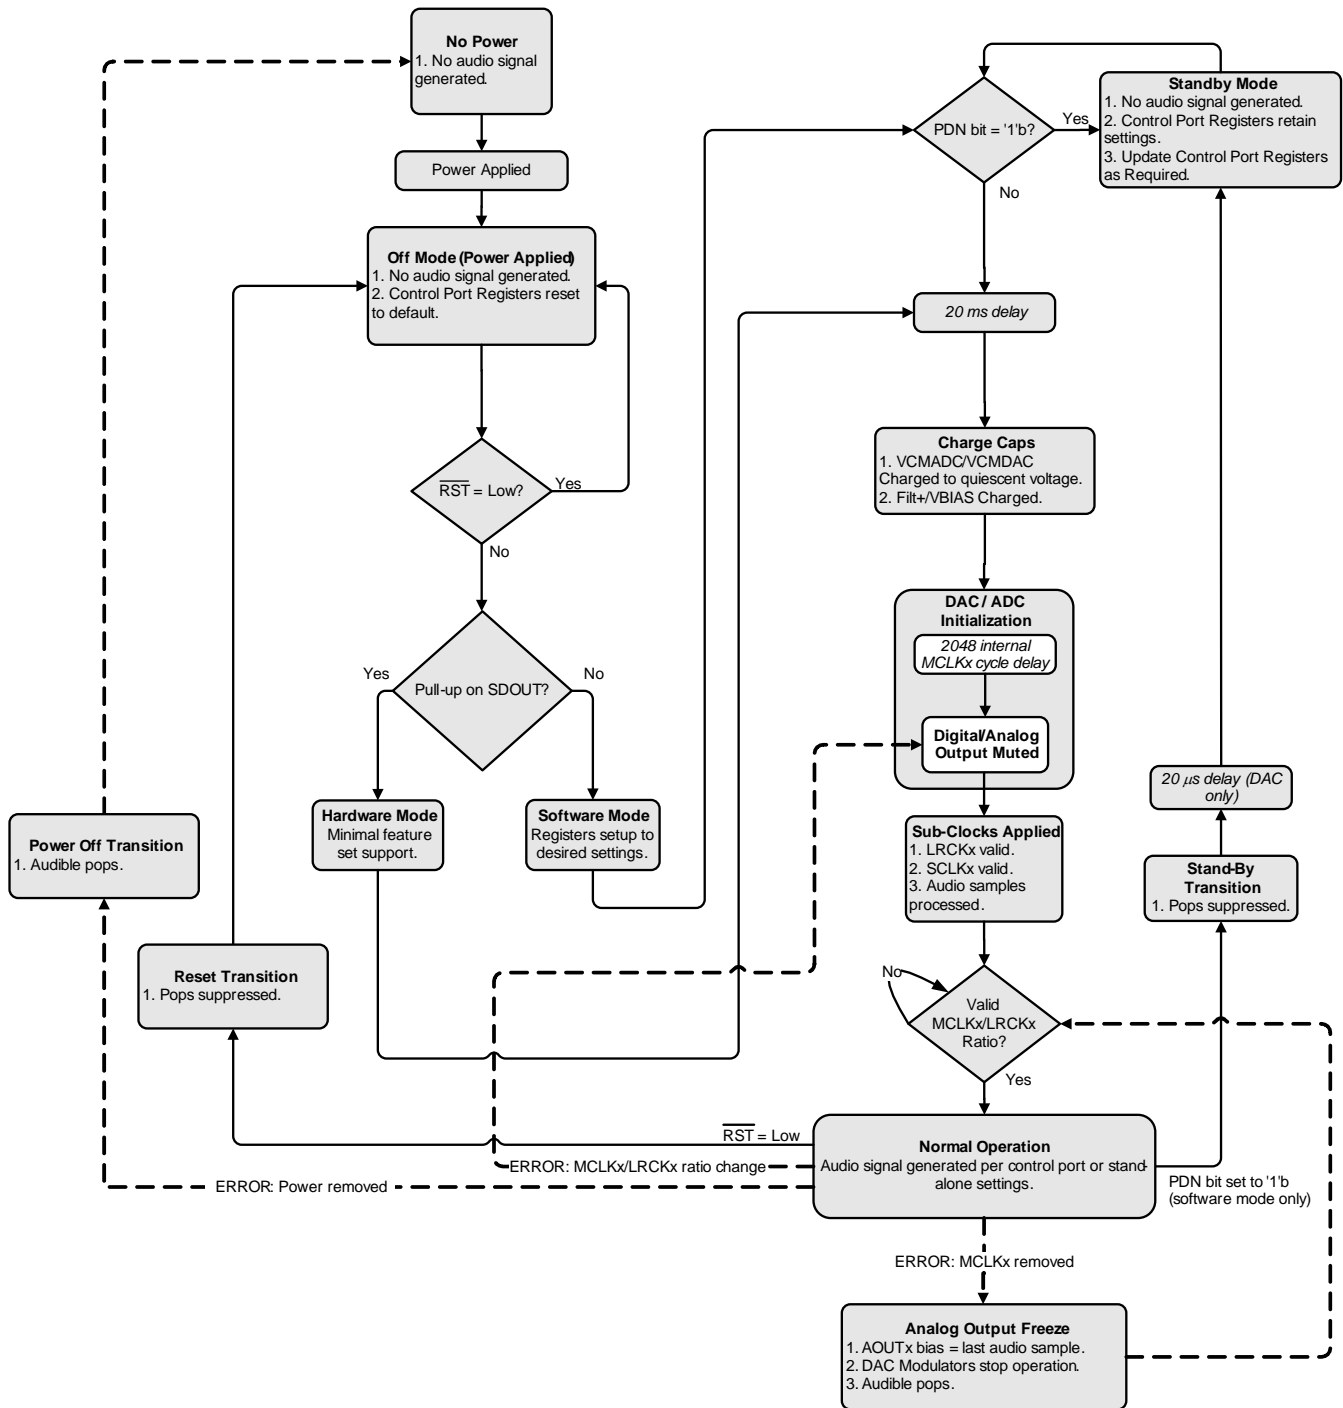 No Power
1. No audio signal
generated.
Power Applied
Off Mode (Power Applied)
1. No audio signal generated.
2. Control Port Registers reset
to default.
RST = Low?
Yes
No
Pull-up on SDOUT?
Yes
No
Hardware Mode
Minimal feature
set support.
Software Mode
Registers setup to
desired settings.
Power Off Transition
1. Audible pops.
Reset Transition
1. Pops suppressed.
PDN bit = '1'b?
Yes
No
Standby Mode
1. No audio signal generated.
2. Control Port Registers retain
settings.
3. Update Control Port Registers
as Required.
20 ms delay
Charge Caps
1. VCMADC/VCMDAC
Charged to quiescent voltage.
2. Filt+/VBIAS Charged.
DAC / ADC
Initialization
2048 internal
MCLKx cycle delay
Digital/Analog
Output Muted
Sub-Clocks Applied
1. LRCKx valid.
2. SCLKx valid.
3. Audio samples
processed.
20 µs delay (DAC
only)
Stand-By
Transition
1. Pops suppressed.
No
Valid
MCLKx/LRCKx
Ratio?
Yes
RST = Low
ERROR: MCLKx/LRCKx ratio change
ERROR: Power removed
Normal Operation
Audio signal generated per control port or stand-
alone settings.
PDN bit set to '1'b
(software mode only)
ERROR: MCLKx removed
Analog Output Freeze
1. AOUTx bias = last audio sample.
2. DAC Modulators stop operation.
3. Audible pops.